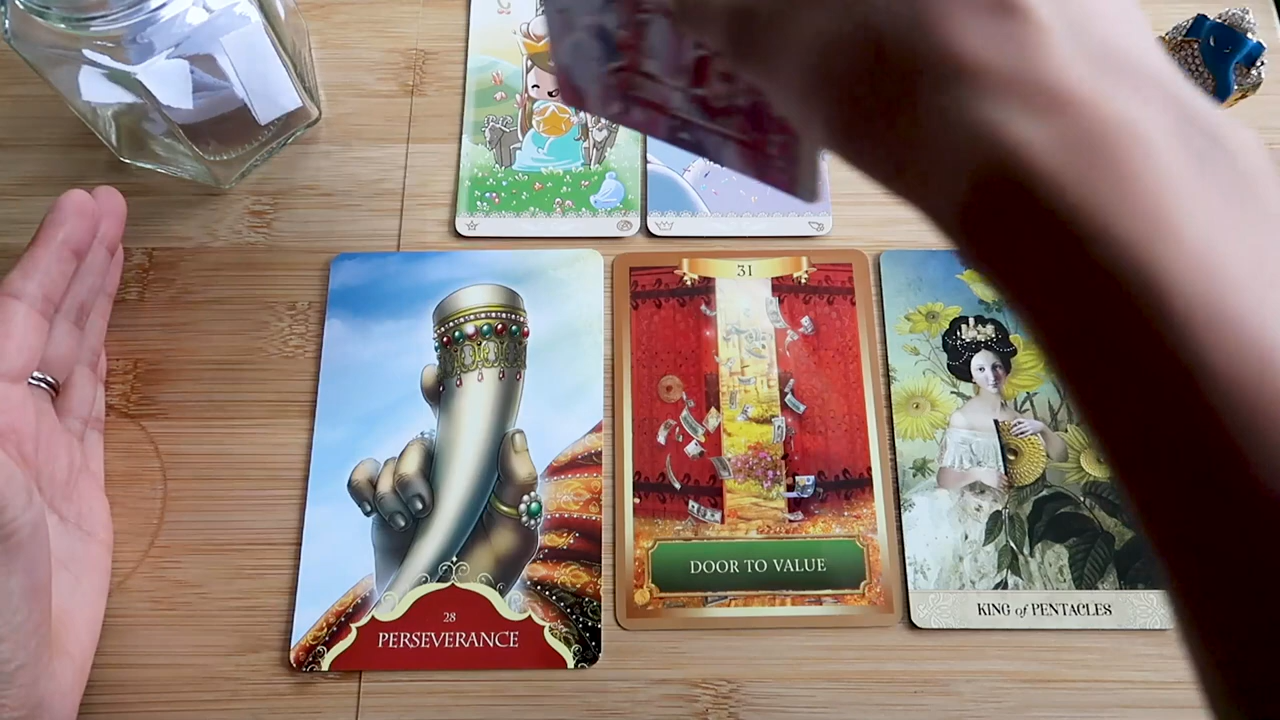 31
28
PERSEVERANCE
DOOR TO VALUE
KING of PENTACLES